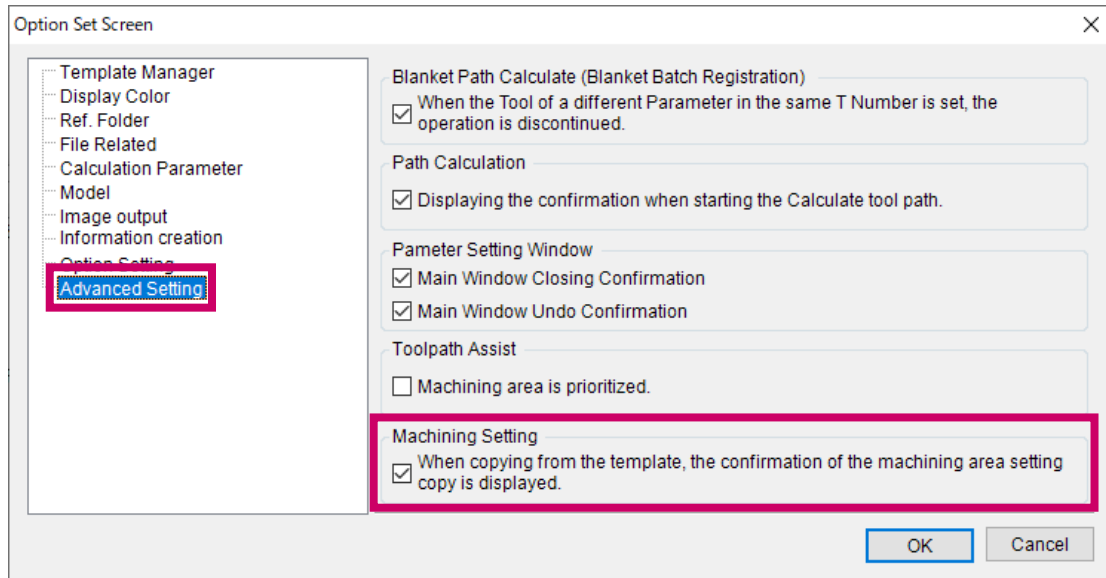 Option Set Screen
Template Manager
Display Color
Ref. Folder
File Related
Calculation Parameter
Model
Image output
Information creation
Option Setting
Advanced Setting
Blanket Path Calculate (Blanket Batch Registration)
When the Tool of a different Parameter in the same T Number is set, the
operation is discontinued.
Path Calculation
Displaying the confirmation when starting the Calculate tool path.
Pameter Setting Window
Main Window Closing Confirmation
Main Window Undo Confirmation
Toolpath Assist
Machining area is prioritized.
Machining Setting
When copying from the template, the confirmation of the machining area setting
copy is displayed.
OK
Cancel